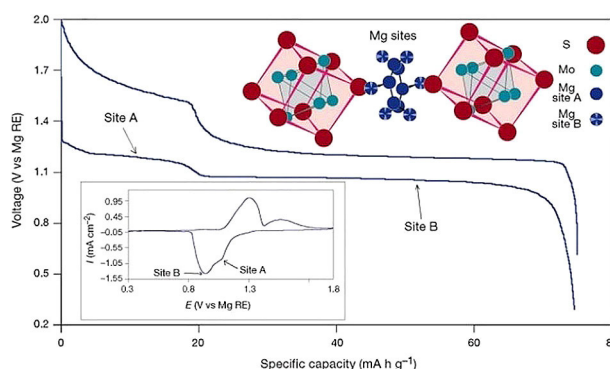 2.0
1.7
1.4
1.1
0.8
0.5
0.2
Voltage (V vs Mg RE)
0
20
40
60
8
Specific capacity (mA h g⁻¹)
Site A
Site B
Mg sites
S
Mo
Mg
site A
Mg
site B
0.95
0.45
-0.05
-0.55
-1.05
-1.55
I (mA cm⁻²)
Site B
Site A
0.3
0.8
1.3
1.8
E (V vs Mg RE)